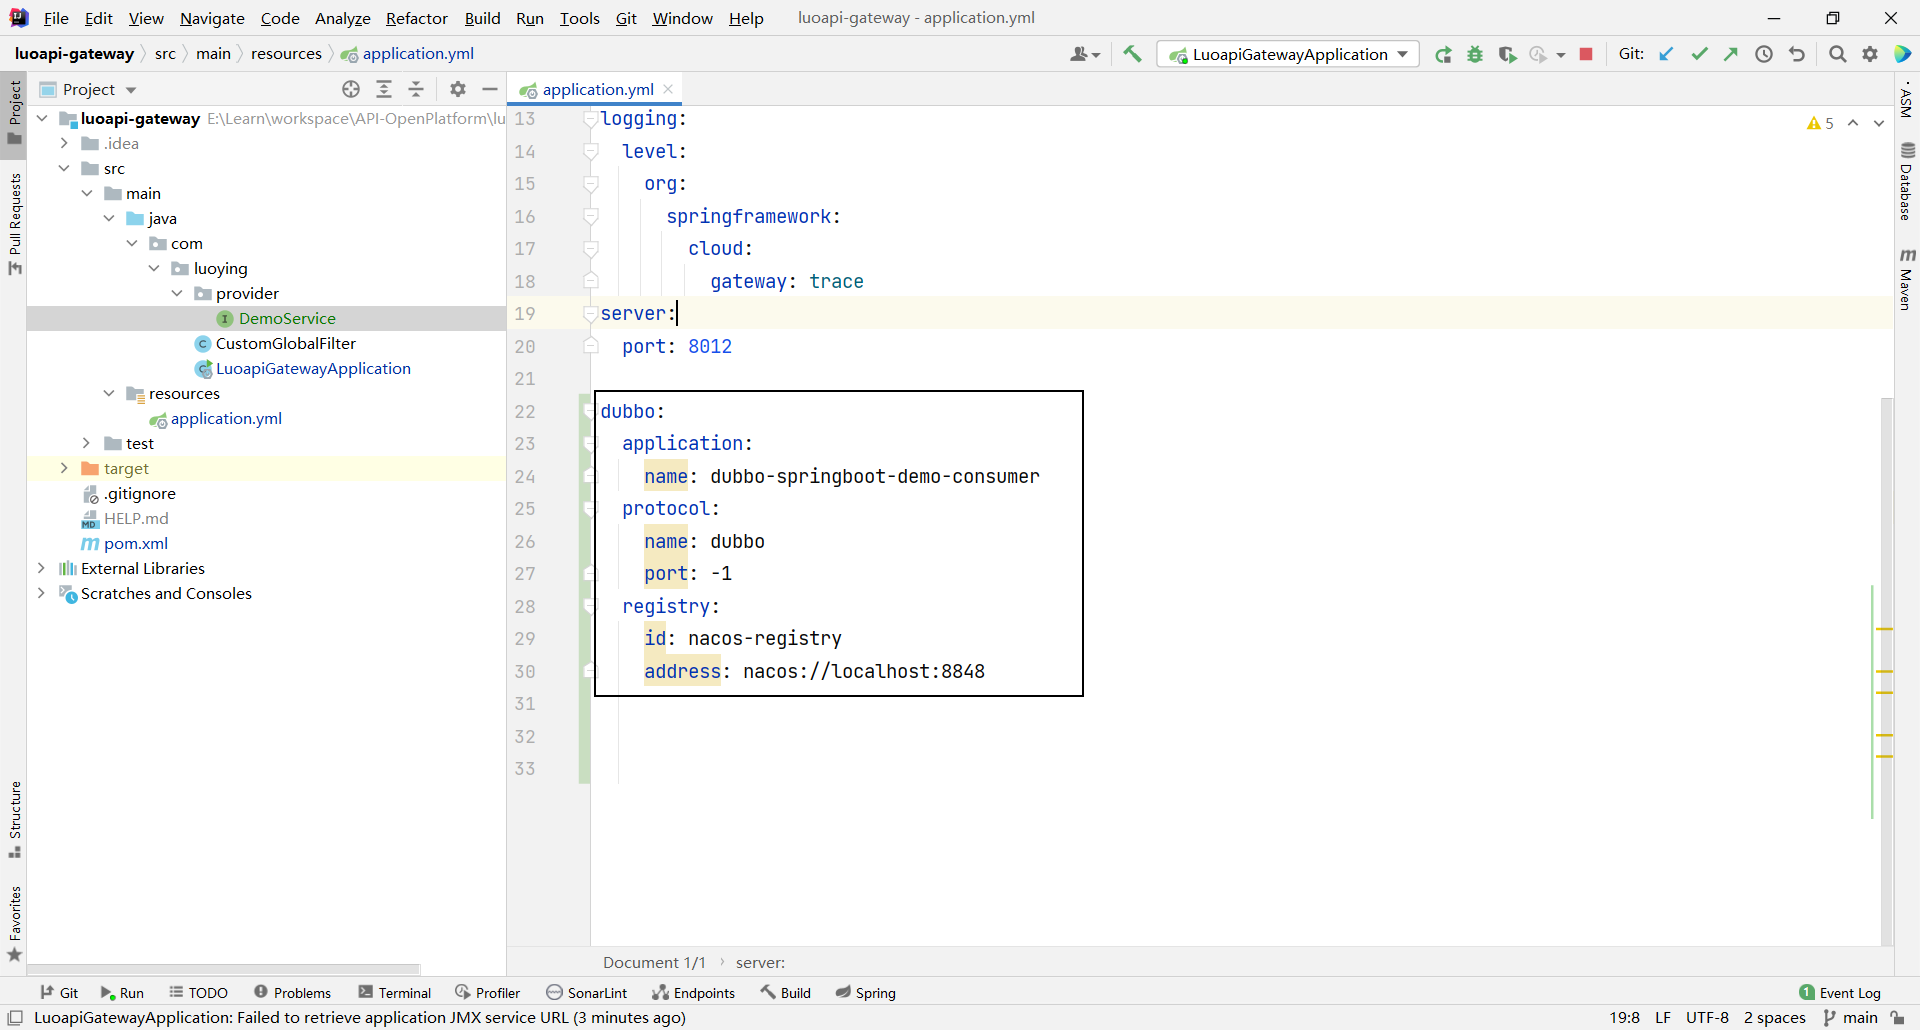 File Edit View Navigate Code Analyze Refactor Build Run Tools Git Window Help luoapi-gateway - application.yml
luoapi-gateway src main resources application.yml LuoapiGatewayApplication Git:
Project application.yml
Project
Pull Requests
Structure
Favorites
luoapi-gateway E:\Learn\workspace\API-OpenPlatform\lu
.idea
src
main
java
com
luoying
provider
DemoService
CustomGlobalFilter
LuoapiGatewayApplication
resources
application.yml
test
target
.gitignore
HELP.md
pom.xml
External Libraries
Scratches and Consoles
13 logging:
14 level:
15 org:
16 springframework:
17 cloud:
18 gateway: trace
19 server:
20 port: 8012
21
22 dubbo:
23 application:
24 name: dubbo-springboot-demo-consumer
25 protocol:
26 name: dubbo
27 port: -1
28 registry:
29 id: nacos-registry
30 address: nacos://localhost:8848
31
32
33
5
ASM
Database
Maven
Document 1/1 server:
Git Run TODO Problems Terminal Profiler SonarLint Endpoints Build Spring 1 Event Log
LuoapiGatewayApplication: Failed to retrieve application JMX service URL (3 minutes ago) 19:8 LF UTF-8 2 spaces main